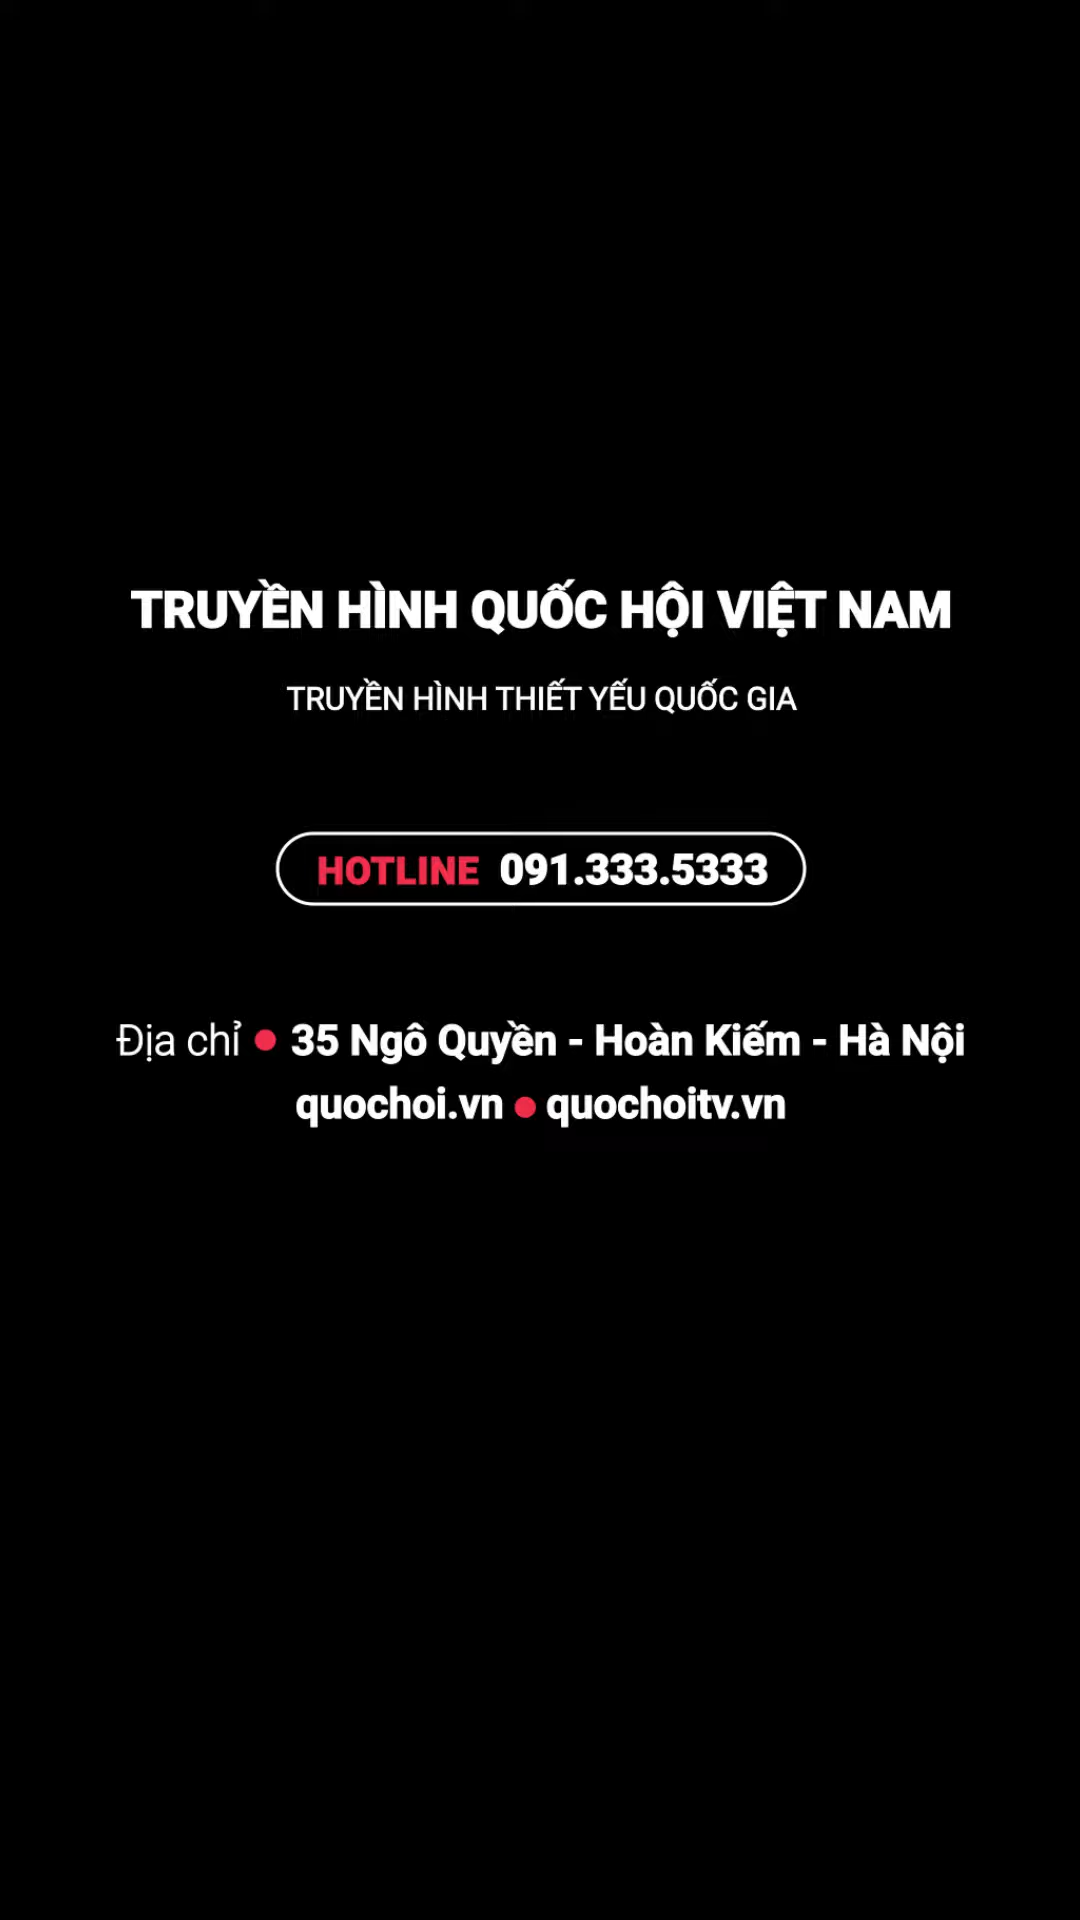 TRUYỀN HÌNH QUỐC HỘI VIỆT NAM
TRUYỀN HÌNH THIẾT YẾU QUỐC GIA
HOTLINE 091.333.5333
Địa chỉ • 35 Ngô Quyền - Hoàn Kiếm - Hà Nội
quochoi.vn • quochoitv.vn